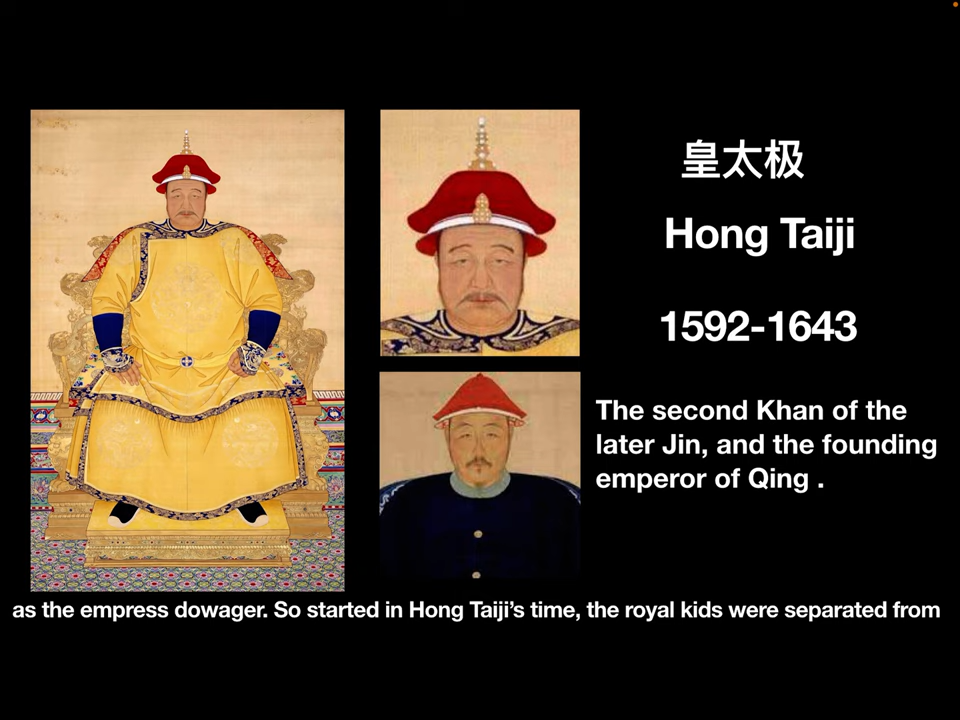 皇太极
Hong Taiji
1592-1643
The second Khan of the
later Jin, and the founding
emperor of Qing .
as the empress dowager. So started in Hong Taiji’s time, the royal kids were separated from